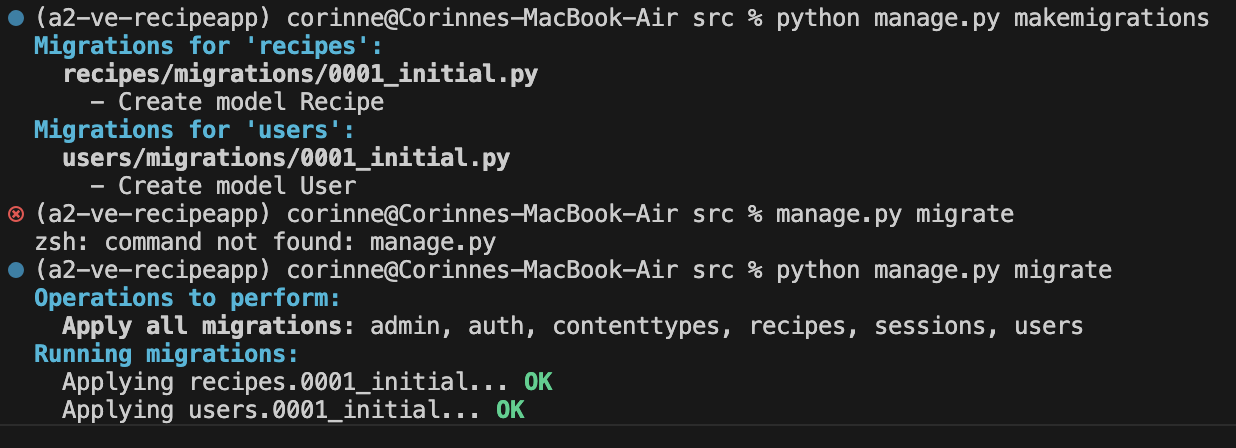 (a2-ve-recipeapp) corinne@Corinnes-MacBook-Air src % python manage.py makemigrations
Migrations for 'recipes':
recipes/migrations/0001_initial.py
- Create model Recipe
Migrations for 'users':
users/migrations/0001_initial.py
- Create model User
(a2-ve-recipeapp) corinne@Corinnes-MacBook-Air src % manage.py migrate
zsh: command not found: manage.py
(a2-ve-recipeapp) corinne@Corinnes-MacBook-Air src % python manage.py migrate
Operations to perform:
Apply all migrations: admin, auth, contenttypes, recipes, sessions, users
Running migrations:
Applying recipes.0001_initial... OK
Applying users.0001_initial... OK